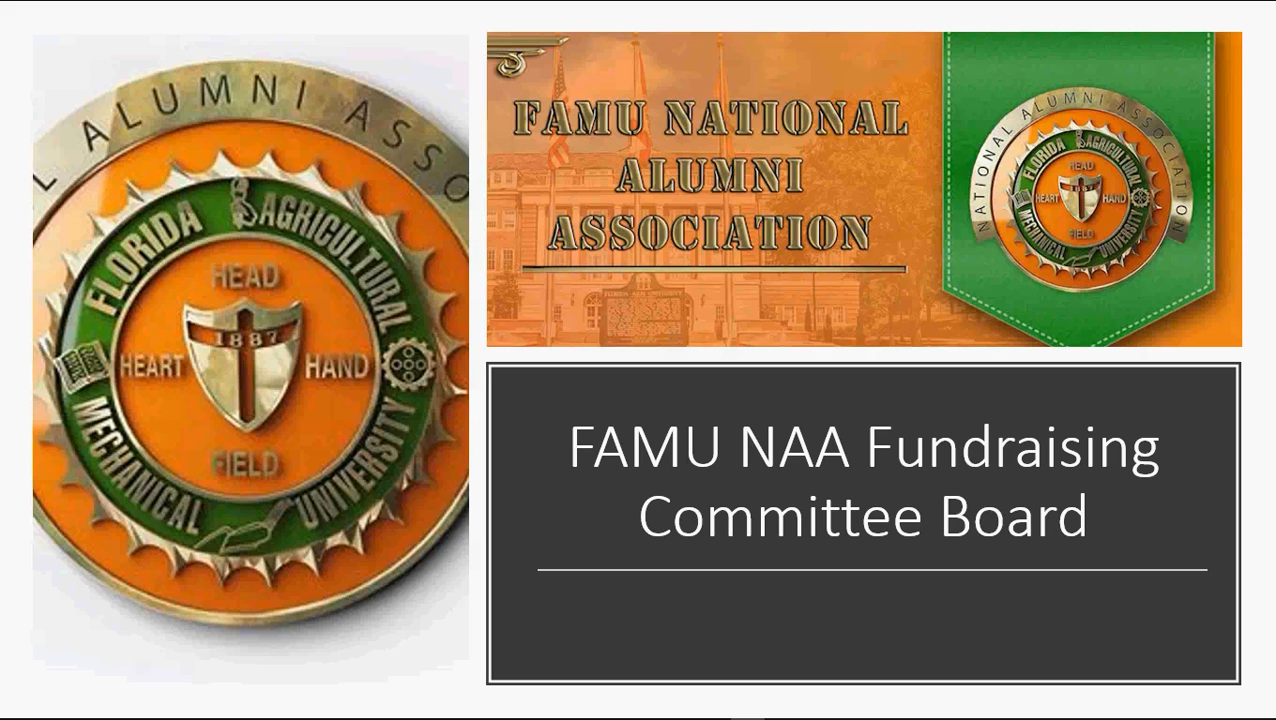 L ALUMNI ASSO
FLORIDA AGRICULTURAL
HEAD
1887
HEART HAND
FIELD
MECHANICAL UNIVERSITY
FAMU NATIONAL
ALUMNI
ASSOCIATION
NATIONAL ALUMNI ASSOCIATION
FLORIDA AGRICULTURAL
HEAD
HEART HAND
FIELD
MECHANICAL UNIVERSITY
FAMU NAA Fundraising
Committee Board